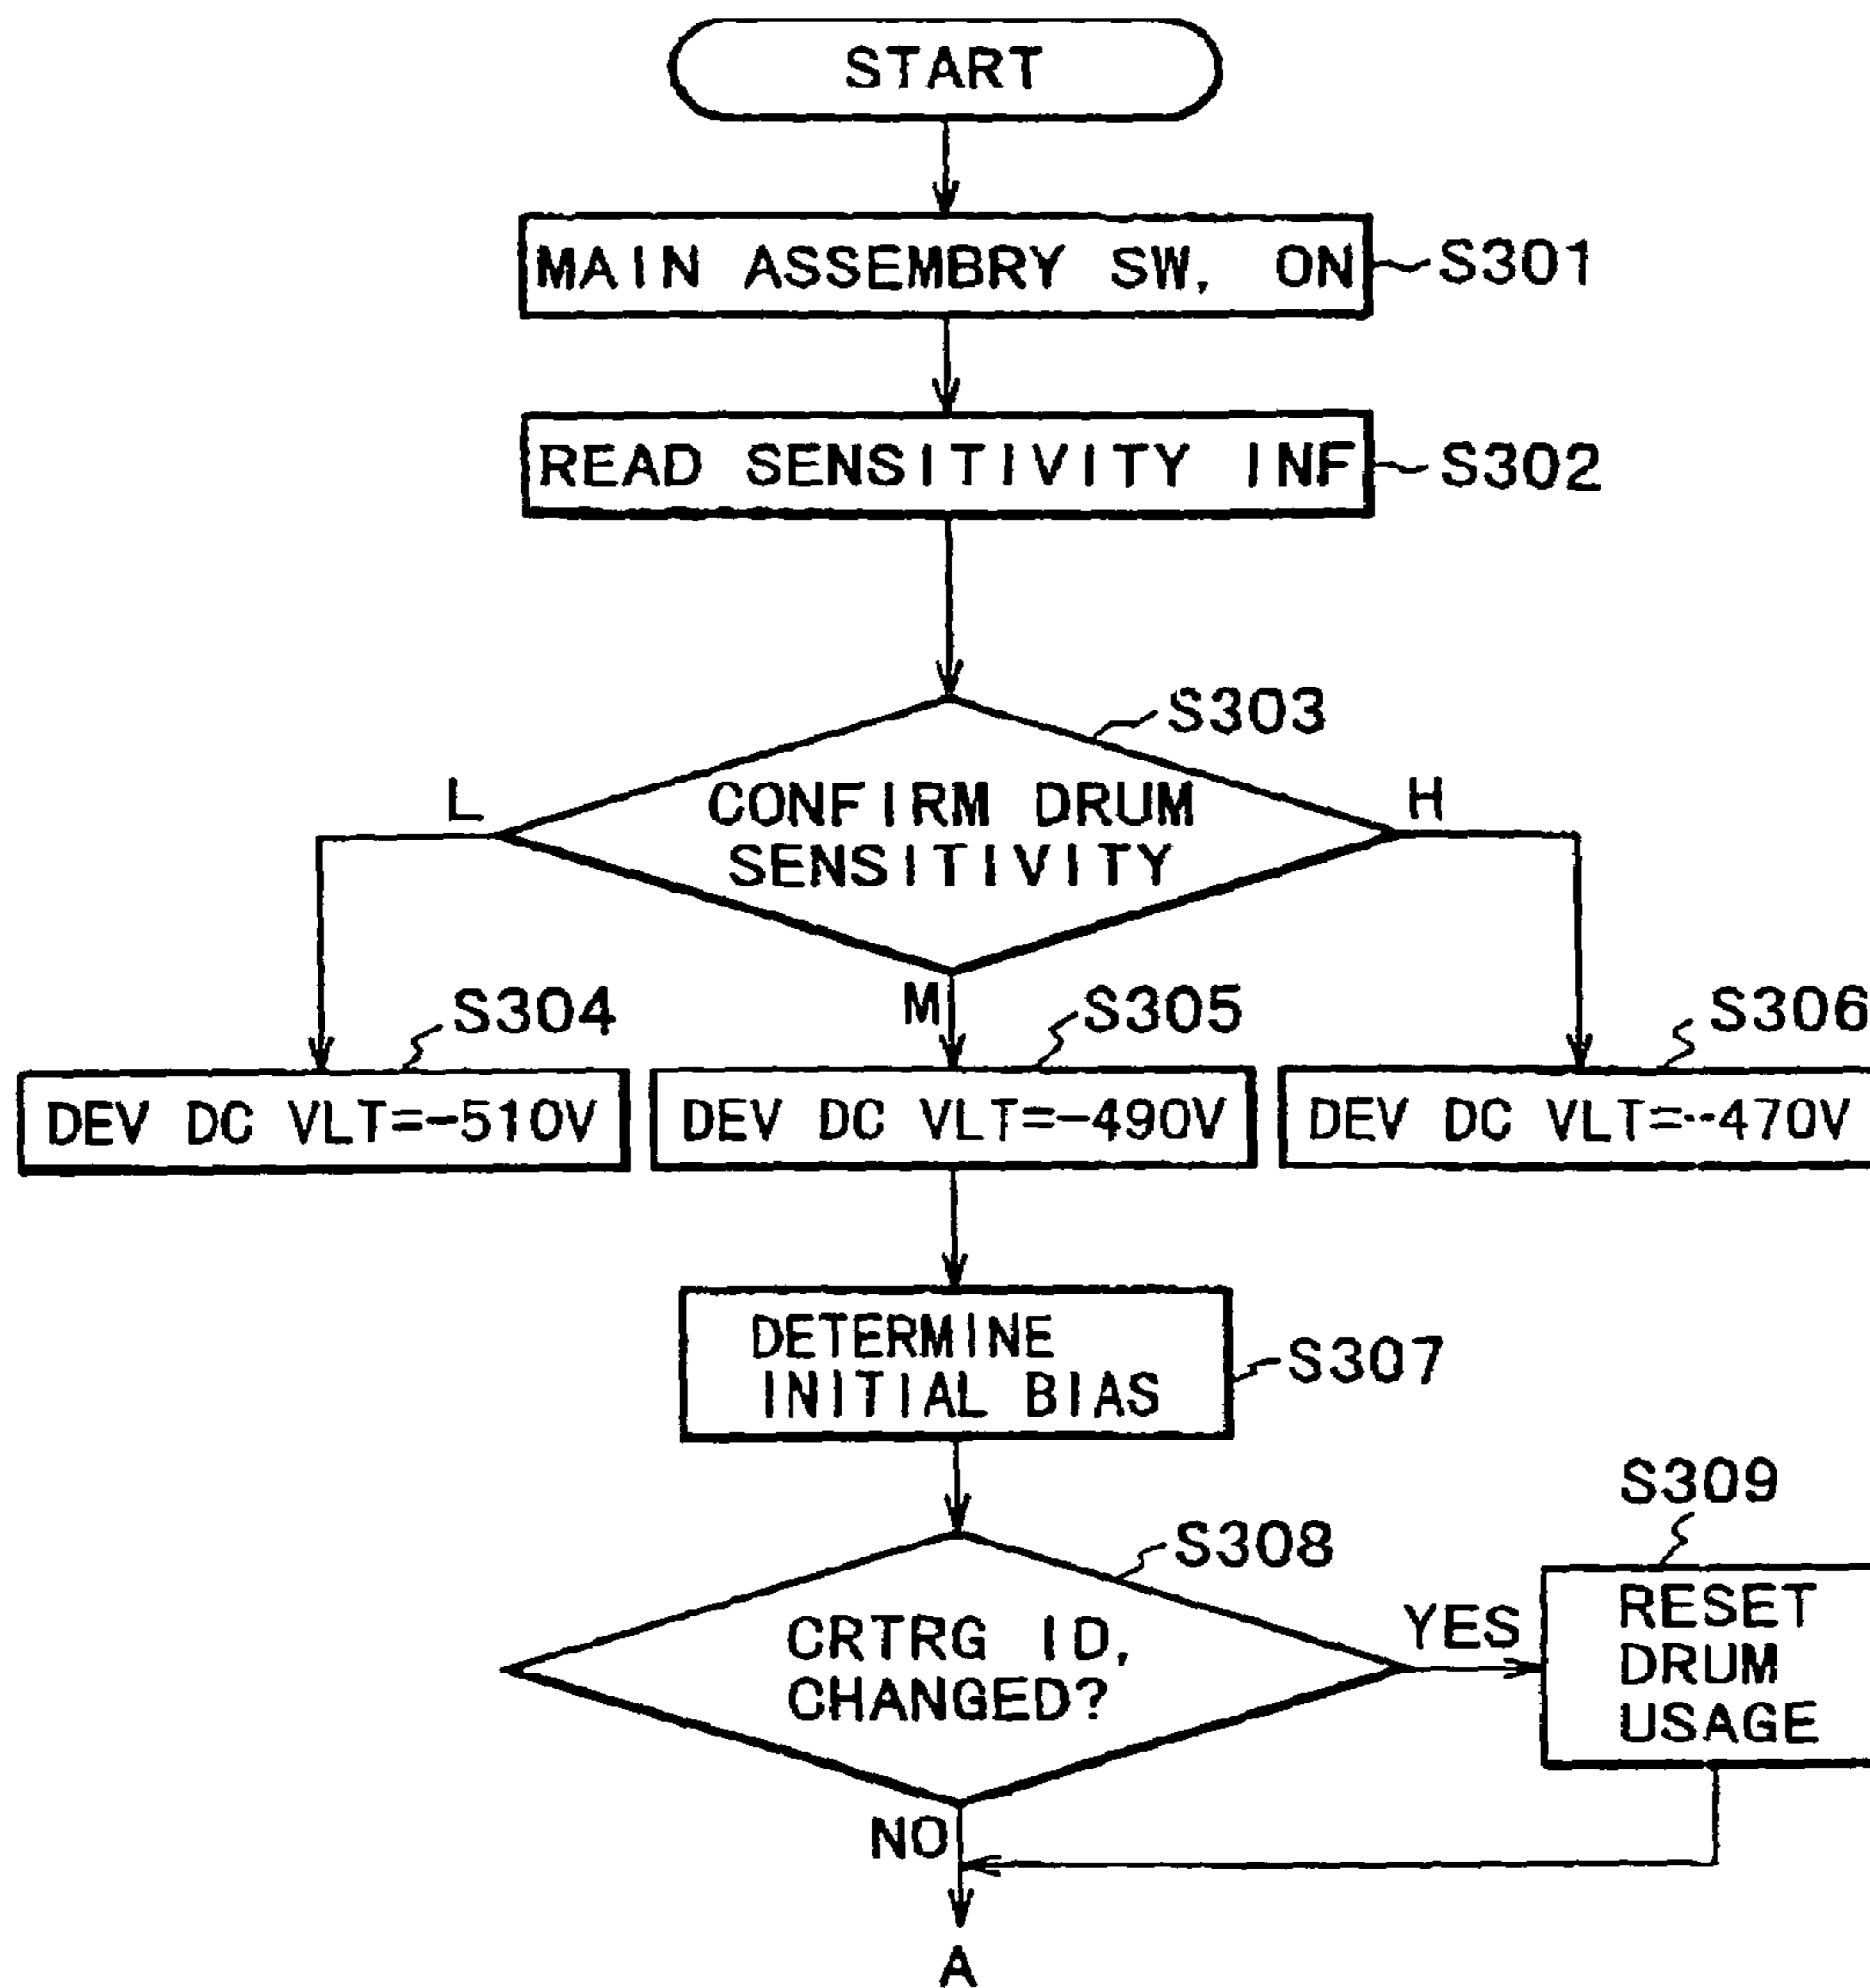 START
MAIN ASSEMBRY SW, ON
S301
READ SENSITIVITY INF
S302
S303
CONFIRM DRUM
SENSITIVITY
L
H
M
S304
S305
S306
DEV DC VLT=-510V
DEV DC VLT=-490V
DEV DC VLT=-470V
DETERMINE
INITIAL BIAS
S307
S308
S309
CRTRG ID,
CHANGED?
YES
RESET
DRUM
USAGE
NO
A